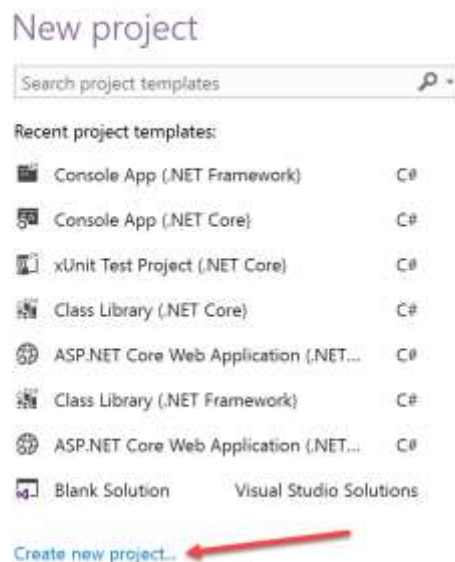 New project
Search project templates
Recent project templates:
Console App (.NET Framework) C#
Console App (.NET Core) C#
xUnit Test Project (.NET Core) C#
Class Library (.NET Core) C#
ASP.NET Core Web Application (.NET... C#
Class Library (.NET Framework) C#
ASP.NET Core Web Application (.NET... C#
Blank Solution Visual Studio Solutions
Create new project...